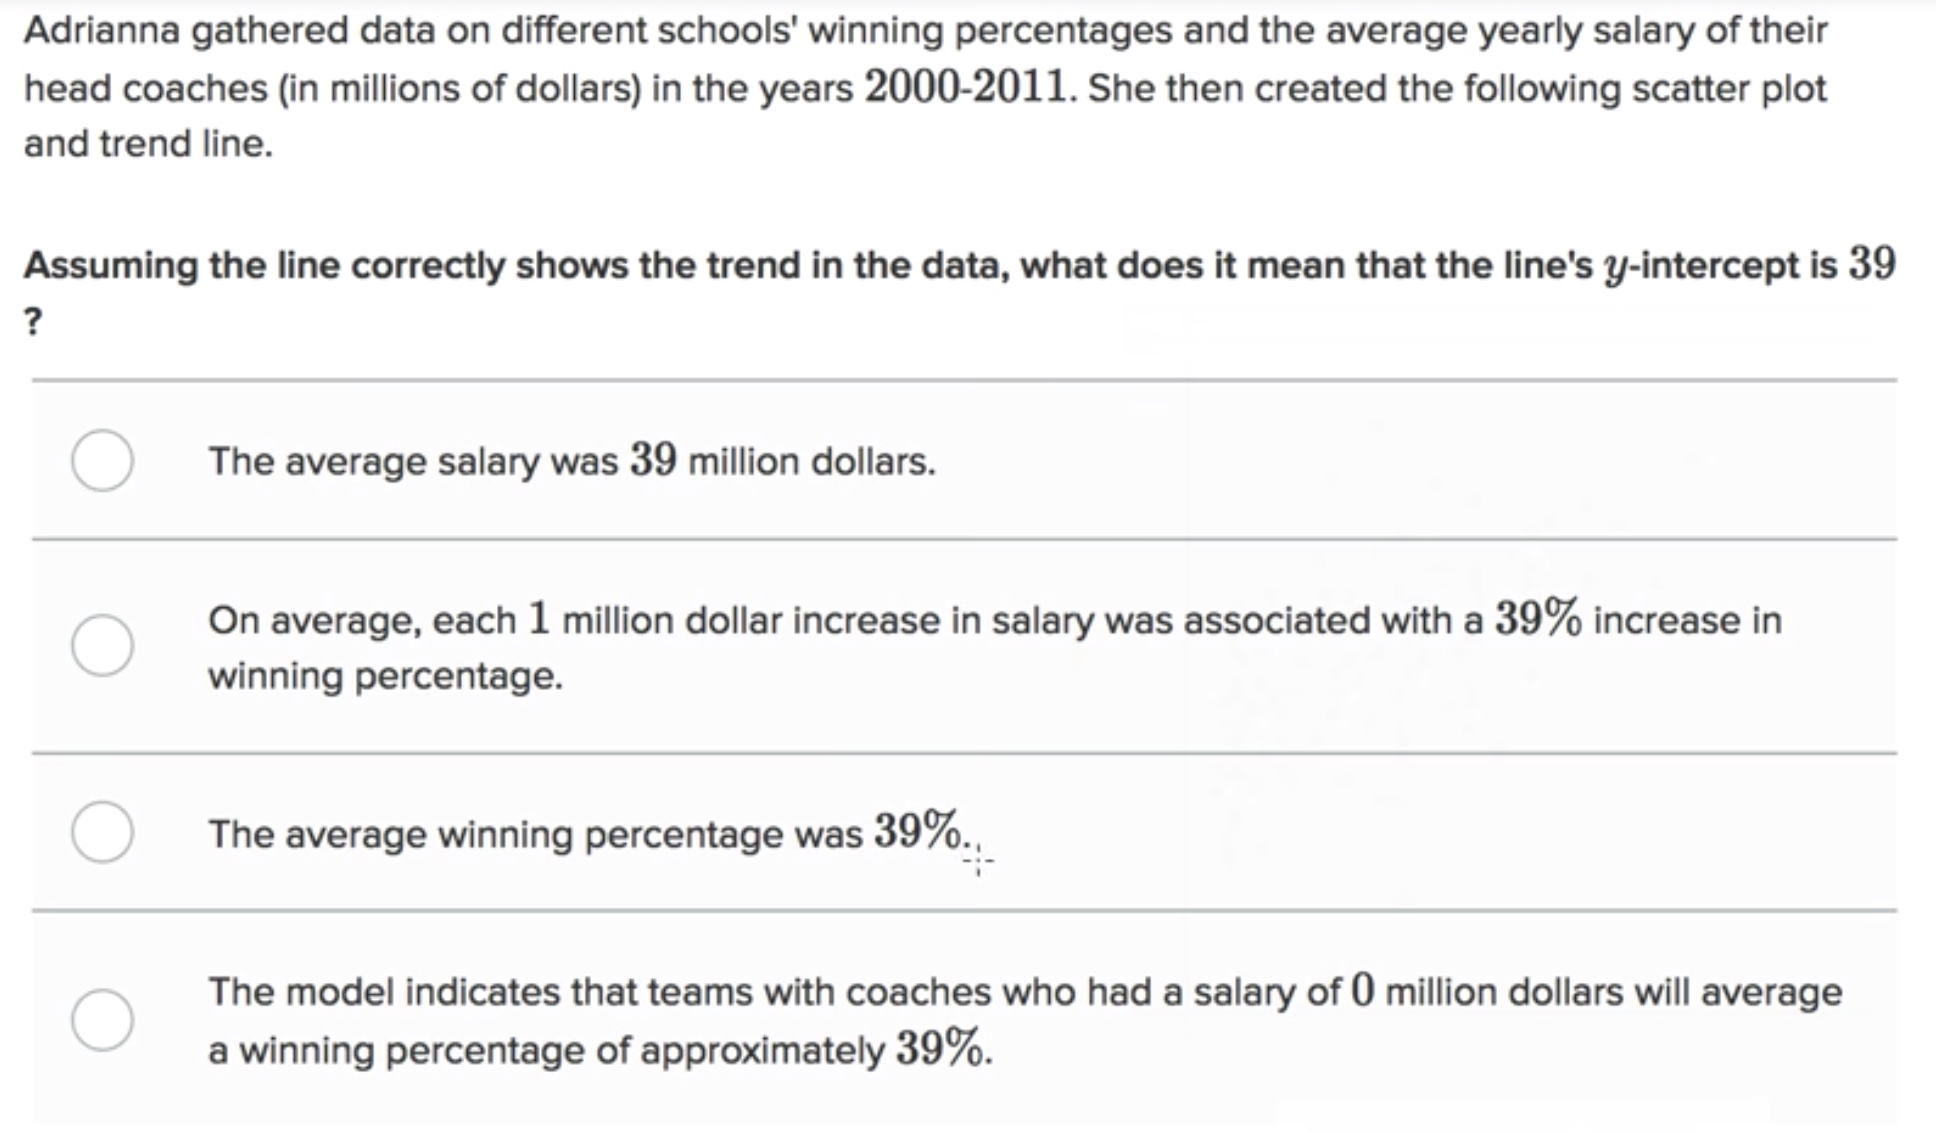 Adrianna gathered data on different schools' winning percentages and the average yearly salary of their
head coaches (in millions of dollars) in the years 2000-2011. She then created the following scatter plot
and trend line.
Assuming the line correctly shows the trend in the data, what does it mean that the line's y-intercept is 39
?
The average salary was 39 million dollars.
On average, each 1 million dollar increase in salary was associated with a 39% increase in
winning percentage.
The average winning percentage was 39%.
The model indicates that teams with coaches who had a salary of 0 million dollars will average
a winning percentage of approximately 39%.